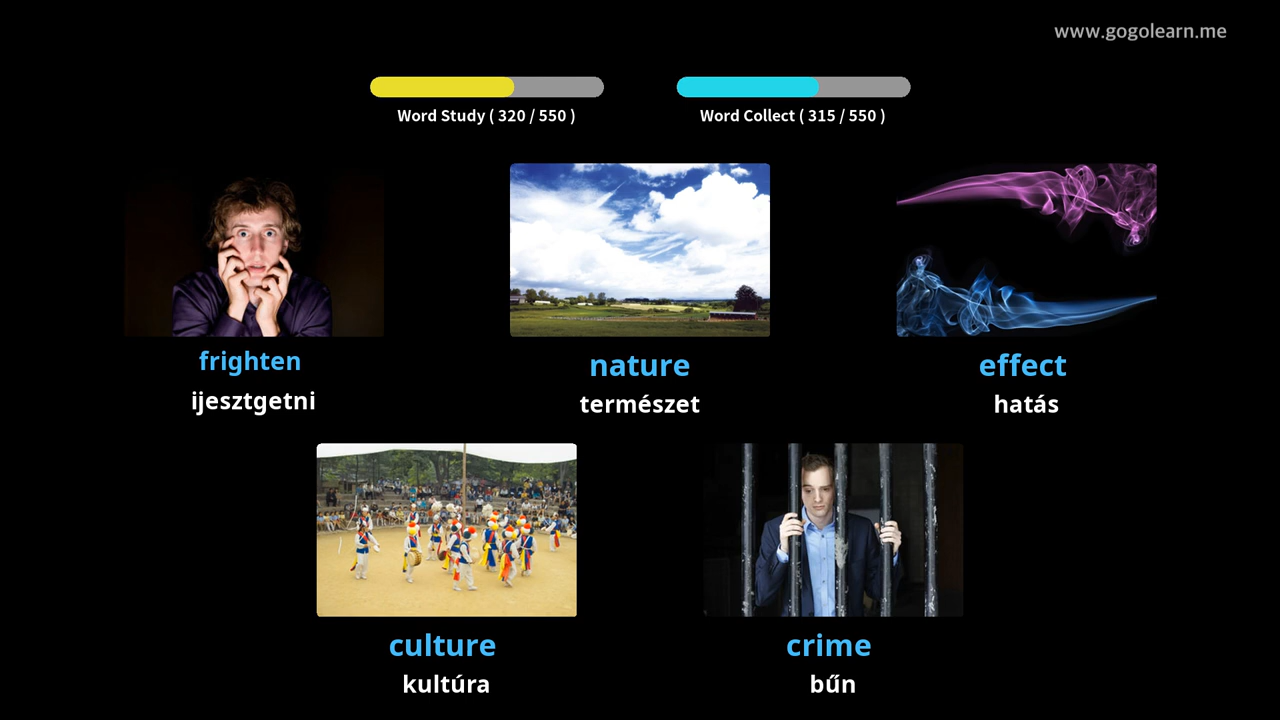 www.gogolearn.me
Word Study ( 320 / 550 )
Word Collect ( 315 / 550 )
frighten
ijesztgetni
nature
természet
effect
hatás
culture
kultúra
crime
bűn